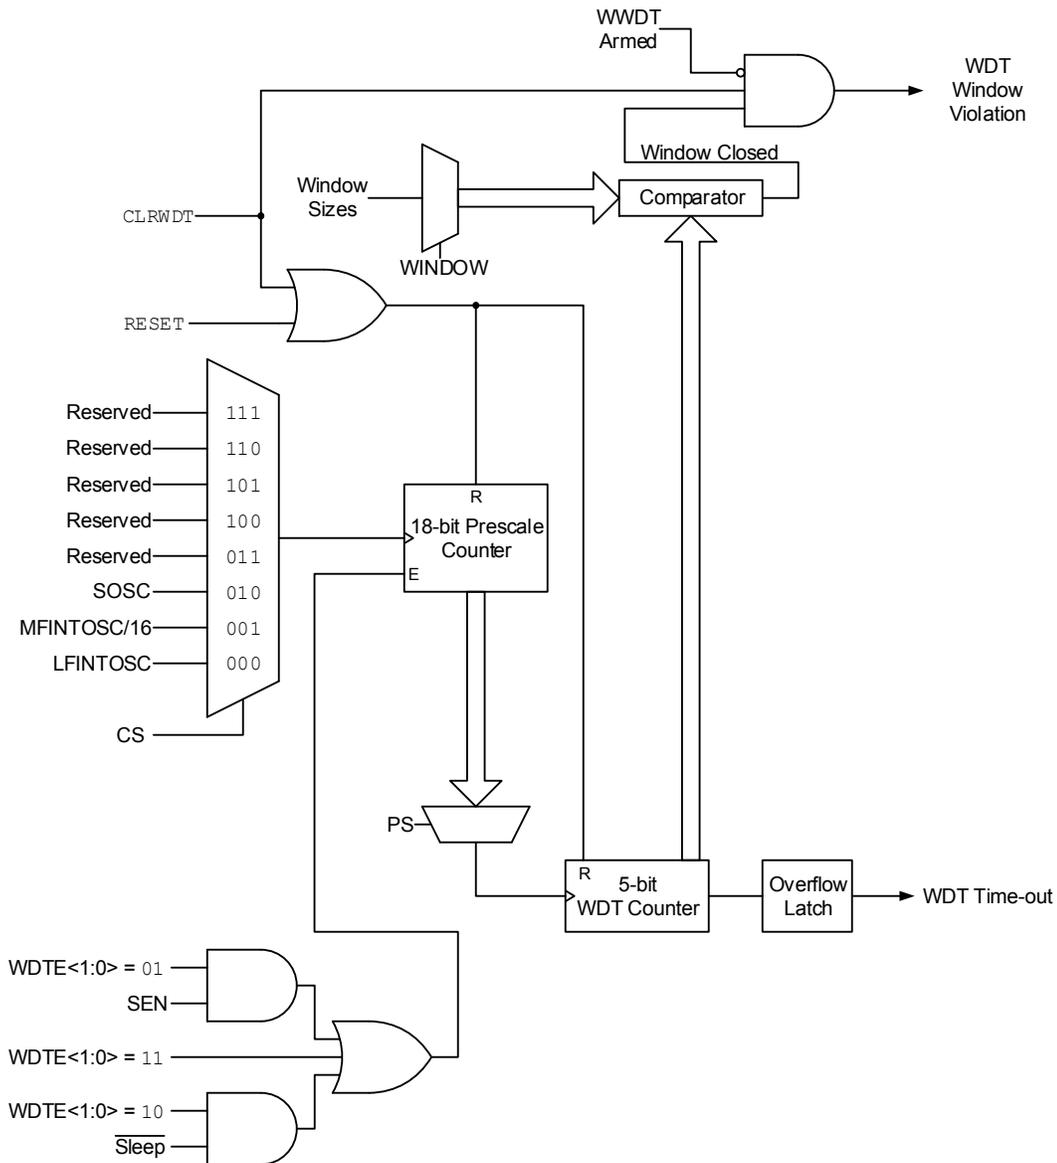 WWDT
Armed
WDT
Window
Violation
Window Closed
Window
Sizes
Comparator
CLRWDT
WINDOW
RESET
Reserved 111
Reserved 110
Reserved 101
Reserved 100
Reserved 011
SOSC 010
MFINTOSC/16 001
LFINTOSC 000
CS
R
18-bit Prescale
Counter
E
PS
R
5-bit
WDT Counter
Overflow
Latch
WDT Time-out
WDTE<1:0> = 01
SEN
WDTE<1:0> = 11
WDTE<1:0> = 10
Sleep